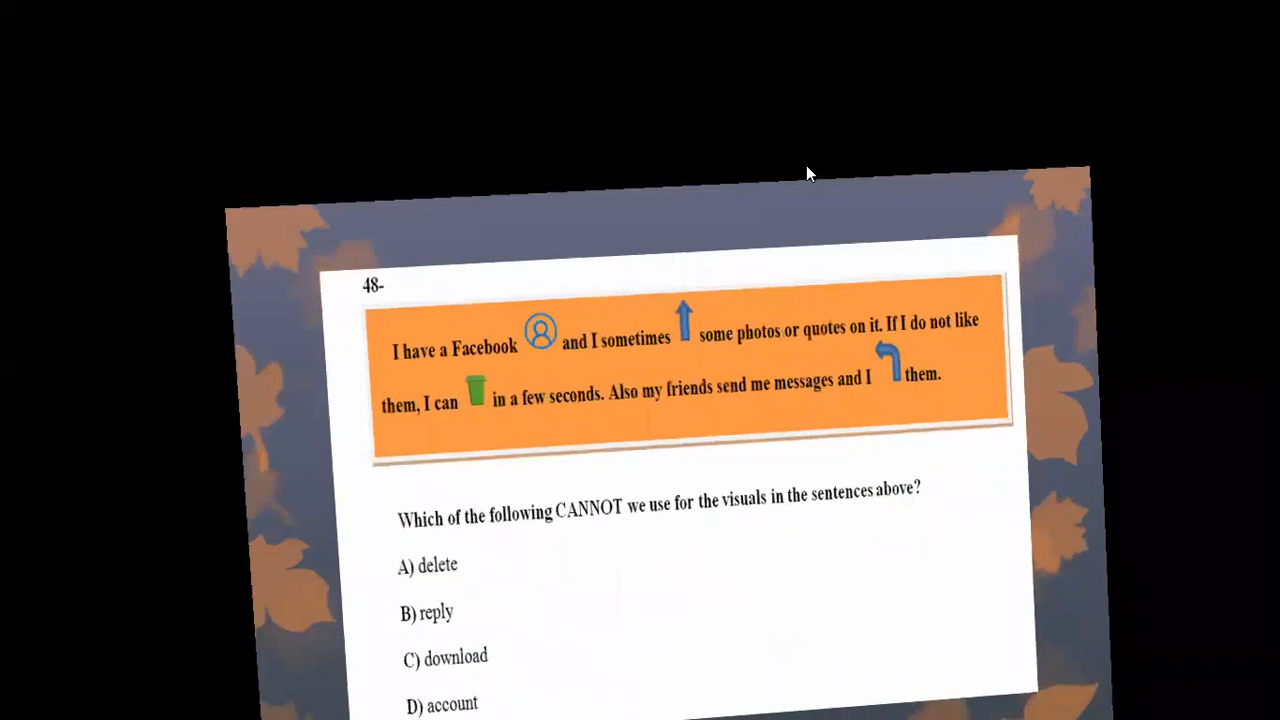 48-
I have a Facebook and I sometimes some photos or quotes on it. If I do not like
them, I can in a few seconds. Also my friends send me messages and I them.
Which of the following CANNOT we use for the visuals in the sentences above?
A) delete
B) reply
C) download
D) account